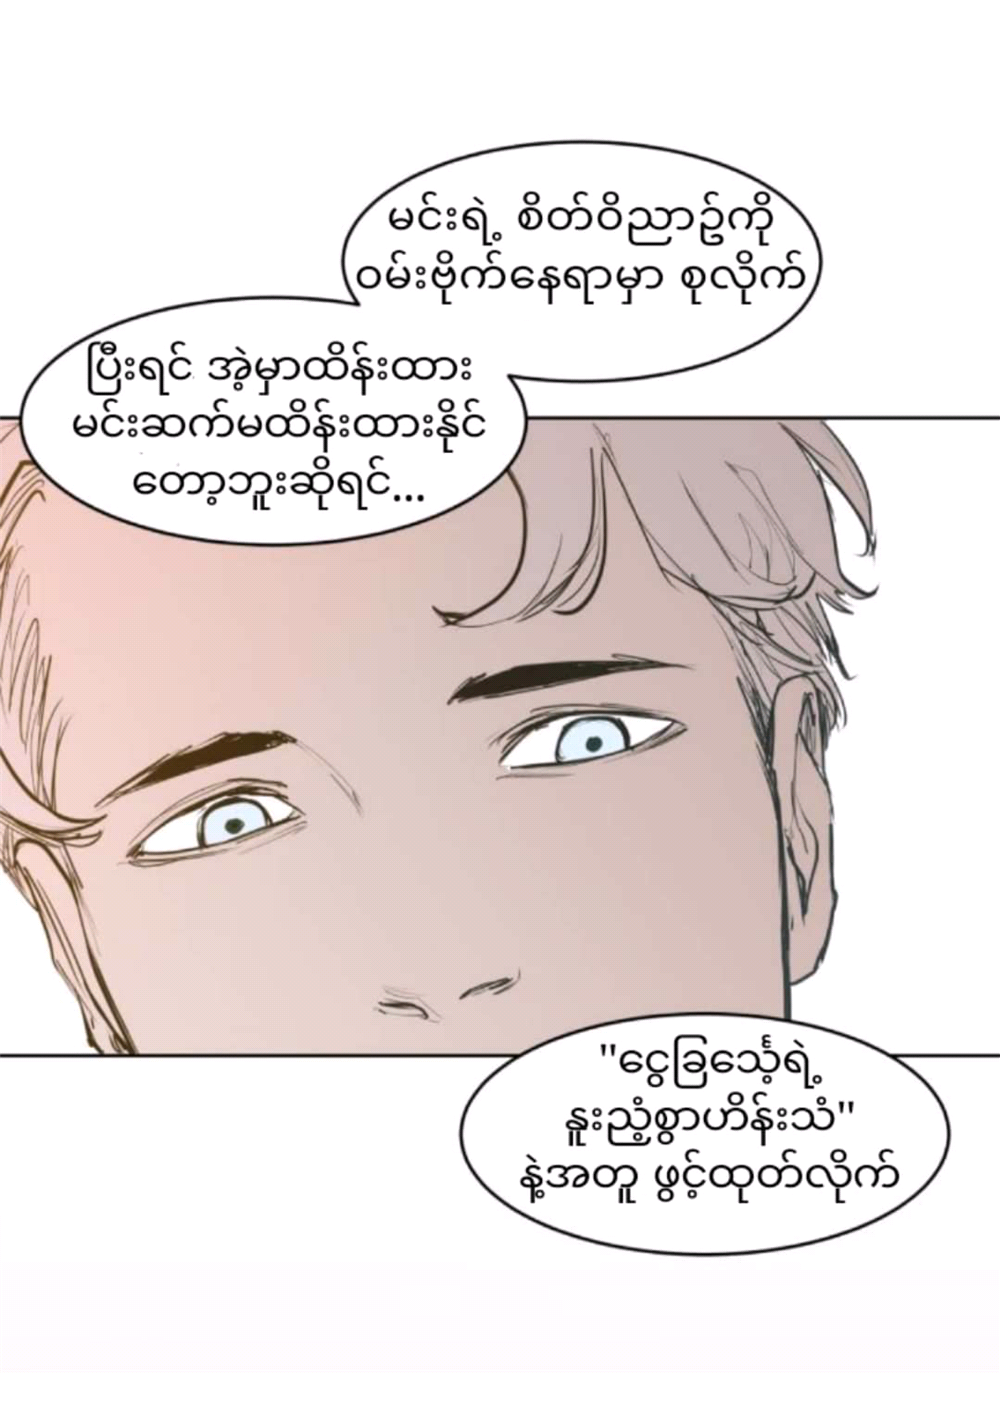 မင်းရဲ့ စိတ်ဝိညာဥ်ကို
ဝမ်းဗိုက်နေရာမှာ စုလိုက်
ပြီးရင် အဲ့မှာထိန်းထား
မင်းဆက်မထိန်းထားနိုင်
တော့ဘူးဆိုရင်...
"ငွေခြင်္သေ့ရဲ့
နူးညံ့စွာဟိန်းသံ"
နဲ့အတူ ဖွင့်ထုတ်လိုက်